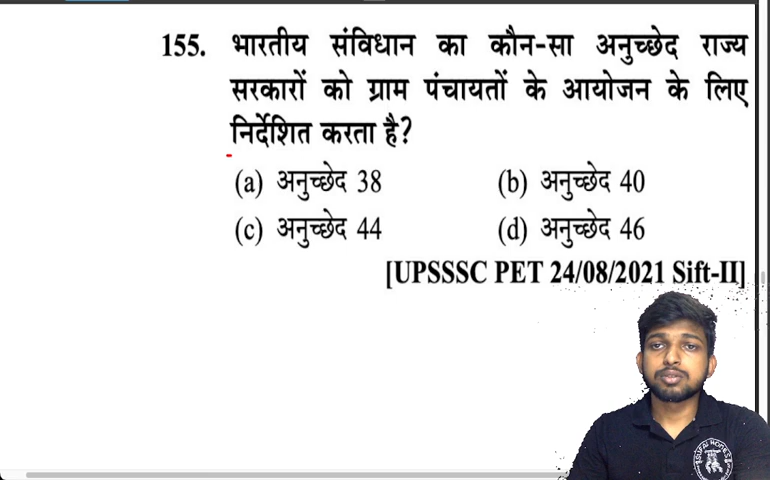 155. भारतीय संविधान का कौन-सा अनुच्छेद राज्य
सरकारों को ग्राम पंचायतों के आयोजन के लिए
निर्देशित करता है?
(a) अनुच्छेद 38 (b) अनुच्छेद 40
(c) अनुच्छेद 44 (d) अनुच्छेद 46
[UPSSSC PET 24/08/2021 Sift-II]